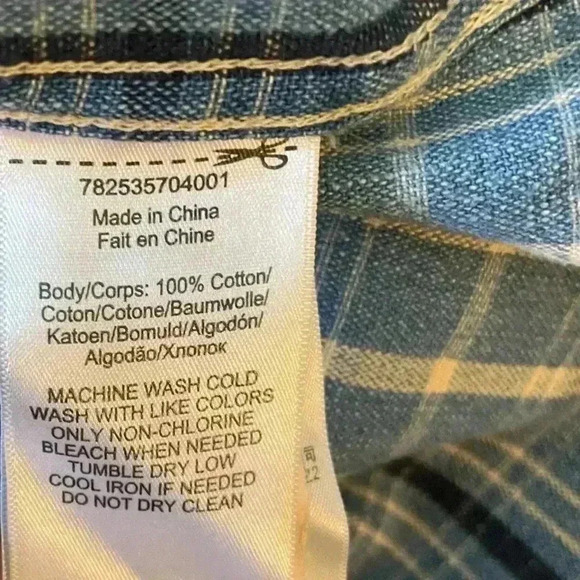 782535704001
Made in China
Fait en Chine
Body/Corps: 100% Cotton/
Coton/Cotone/Baumwolle/
Katoen/Bomuld/Algodón/
Algodão/Хлопок
MACHINE WASH COLD
WASH WITH LIKE COLORS
ONLY NON-CHLORINE
BLEACH WHEN NEEDED
TUMBLE DRY LOW
COOL IRON IF NEEDED
DO NOT DRY CLEAN